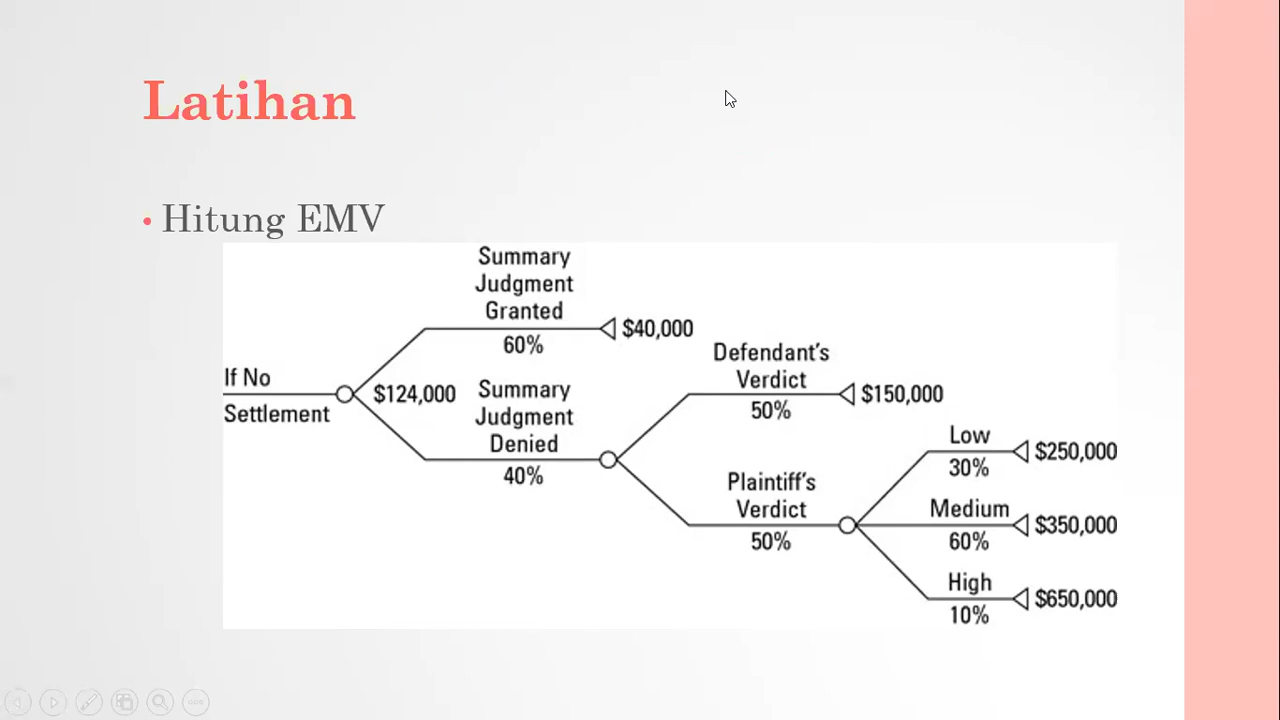 Latihan
• Hitung EMV
Summary
Judgment
Granted
60%
$40,000
If No
Settlement
$124,000
Summary
Judgment
Denied
40%
Defendant's
Verdict
50%
$150,000
Plaintiff's
Verdict
50%
Low
30%
$250,000
Medium
60%
$350,000
High
10%
$650,000